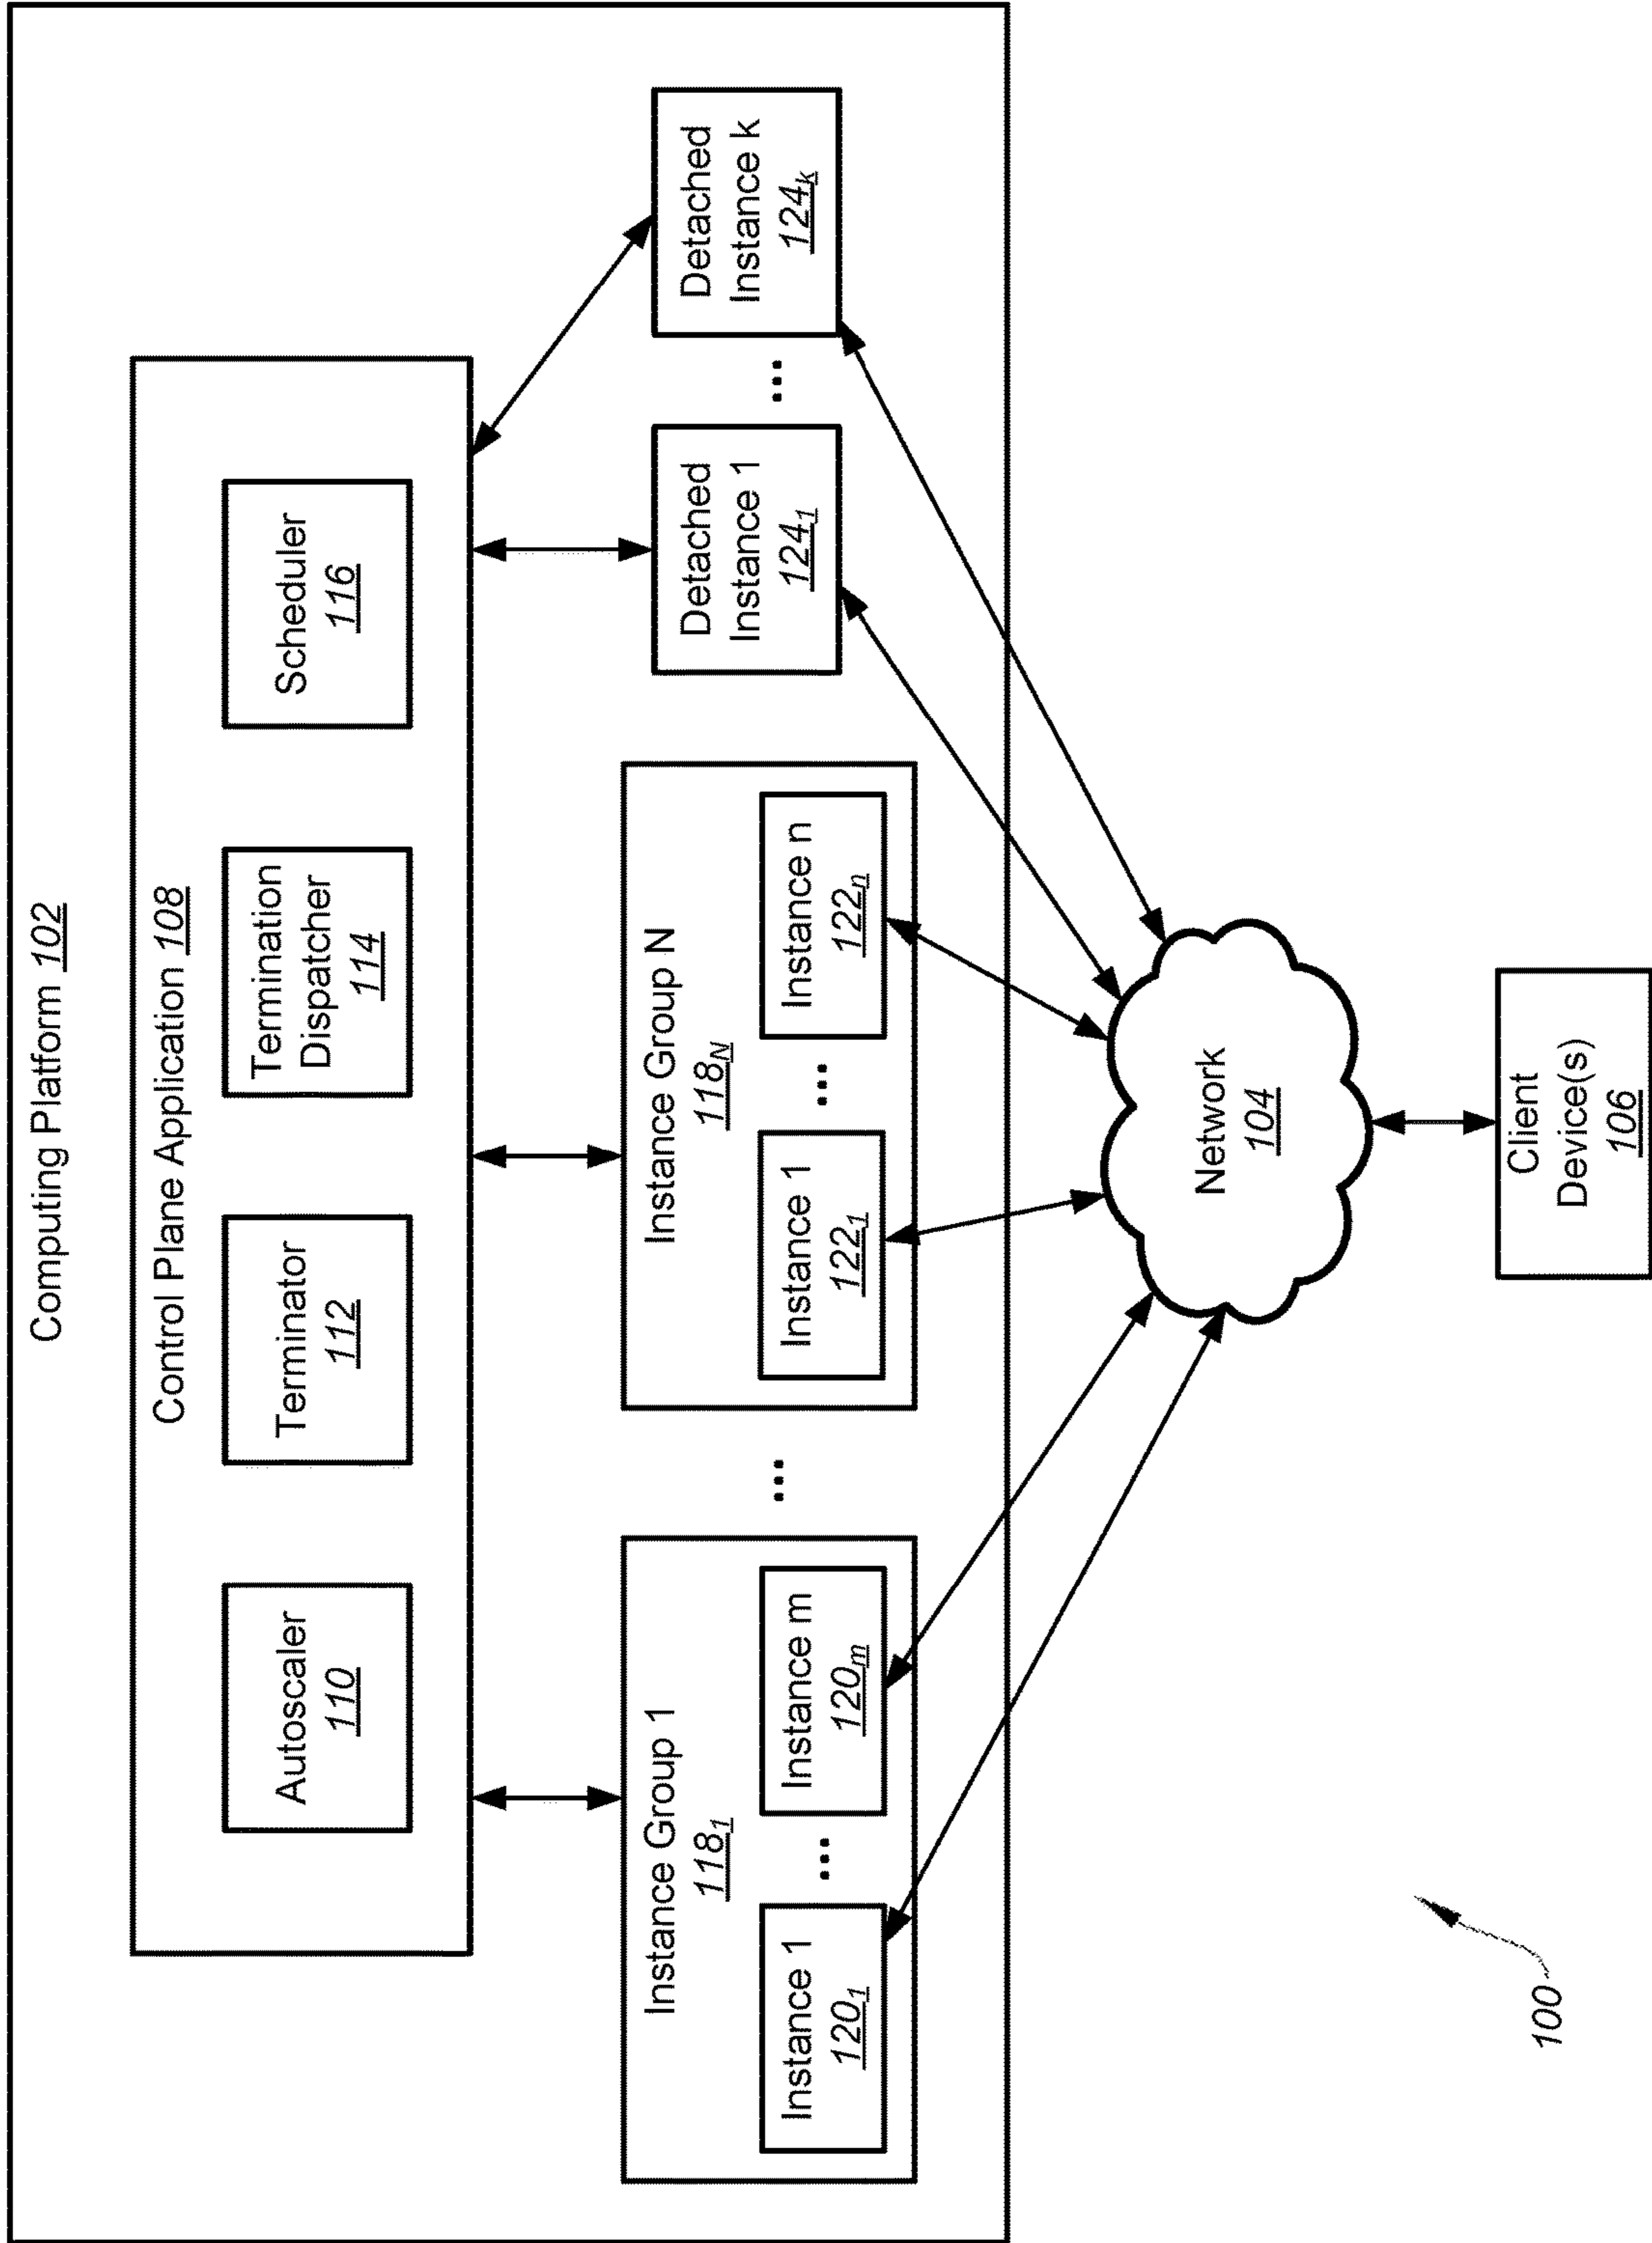 Computing Platform 102
Control Plane Application 108
Autoscaler
110
Terminator
112
Termination
Dispatcher
114
Scheduler
116
Instance Group 1
118₁
Instance 1
120₁
...
Instance m
120ₘ
...
Instance Group N
118_N
Instance 1
122₁
...
Instance n
122ₙ
Detached
Instance 1
124₁
...
Detached
Instance k
124ₖ
Network
104
Client
Device(s)
106
100